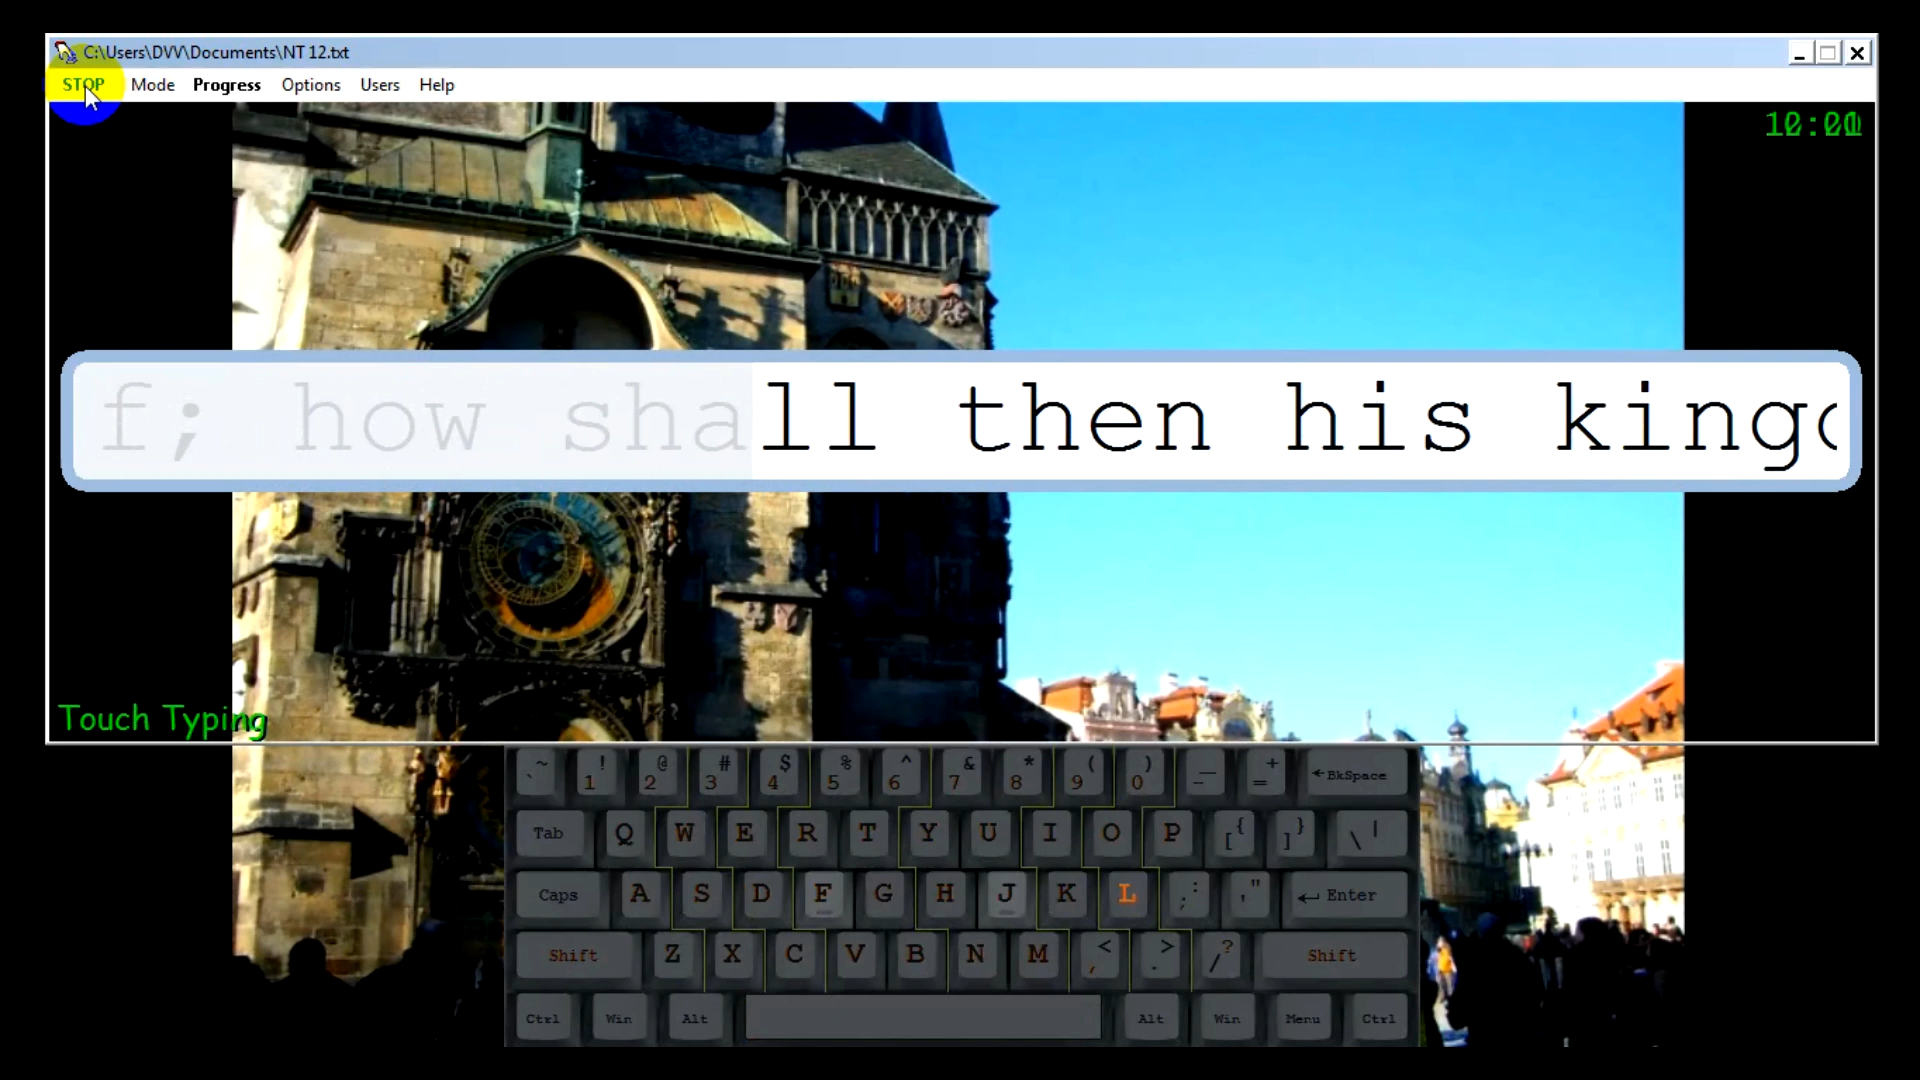 C:\Users\DVV\Documents\NT 12.txt
STOP Mode Progress Options Users Help
f; how shall then his king
Touch Typing
~ ! @ # $ % ^ & * ( ) _ +
` 1 2 3 4 5 6 7 8 9 0 - = ←BkSpace
Tab Q W E R T Y U I O P [ { ] } \ |
Caps A S D F G H J K L ; : ' " ↵ Enter
Shift Z X C V B N M , < . > / ? Shift
Ctrl Win Alt Alt Win Menu Ctrl